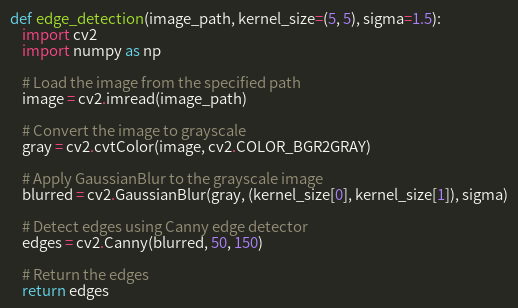 def edge_detection(image_path, kernel_size=(5, 5), sigma=1.5):
    import cv2
    import numpy as np

    # Load the image from the specified path
    image = cv2.imread(image_path)

    # Convert the image to grayscale
    gray = cv2.cvtColor(image, cv2.COLOR_BGR2GRAY)

    # Apply GaussianBlur to the grayscale image
    blurred = cv2.GaussianBlur(gray, (kernel_size[0], kernel_size[1]), sigma)

    # Detect edges using Canny edge detector
    edges = cv2.Canny(blurred, 50, 150)

    # Return the edges
    return edges